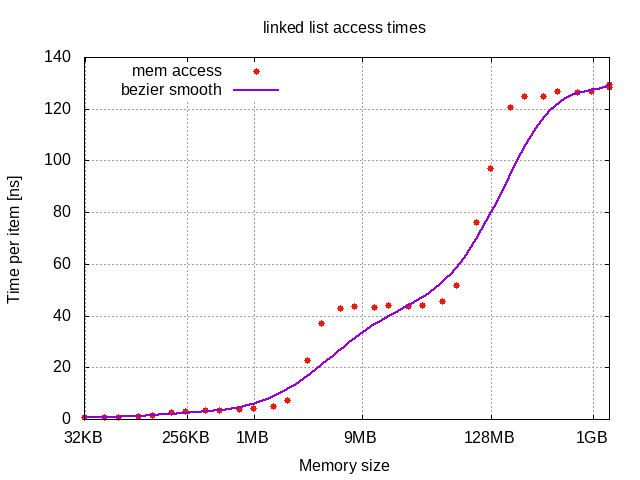 linked list access times
mem access
bezier smooth
140
120
100
80
60
40
20
0
Time per item [ns]
32KB 256KB 1MB 9MB 128MB 1GB
Memory size